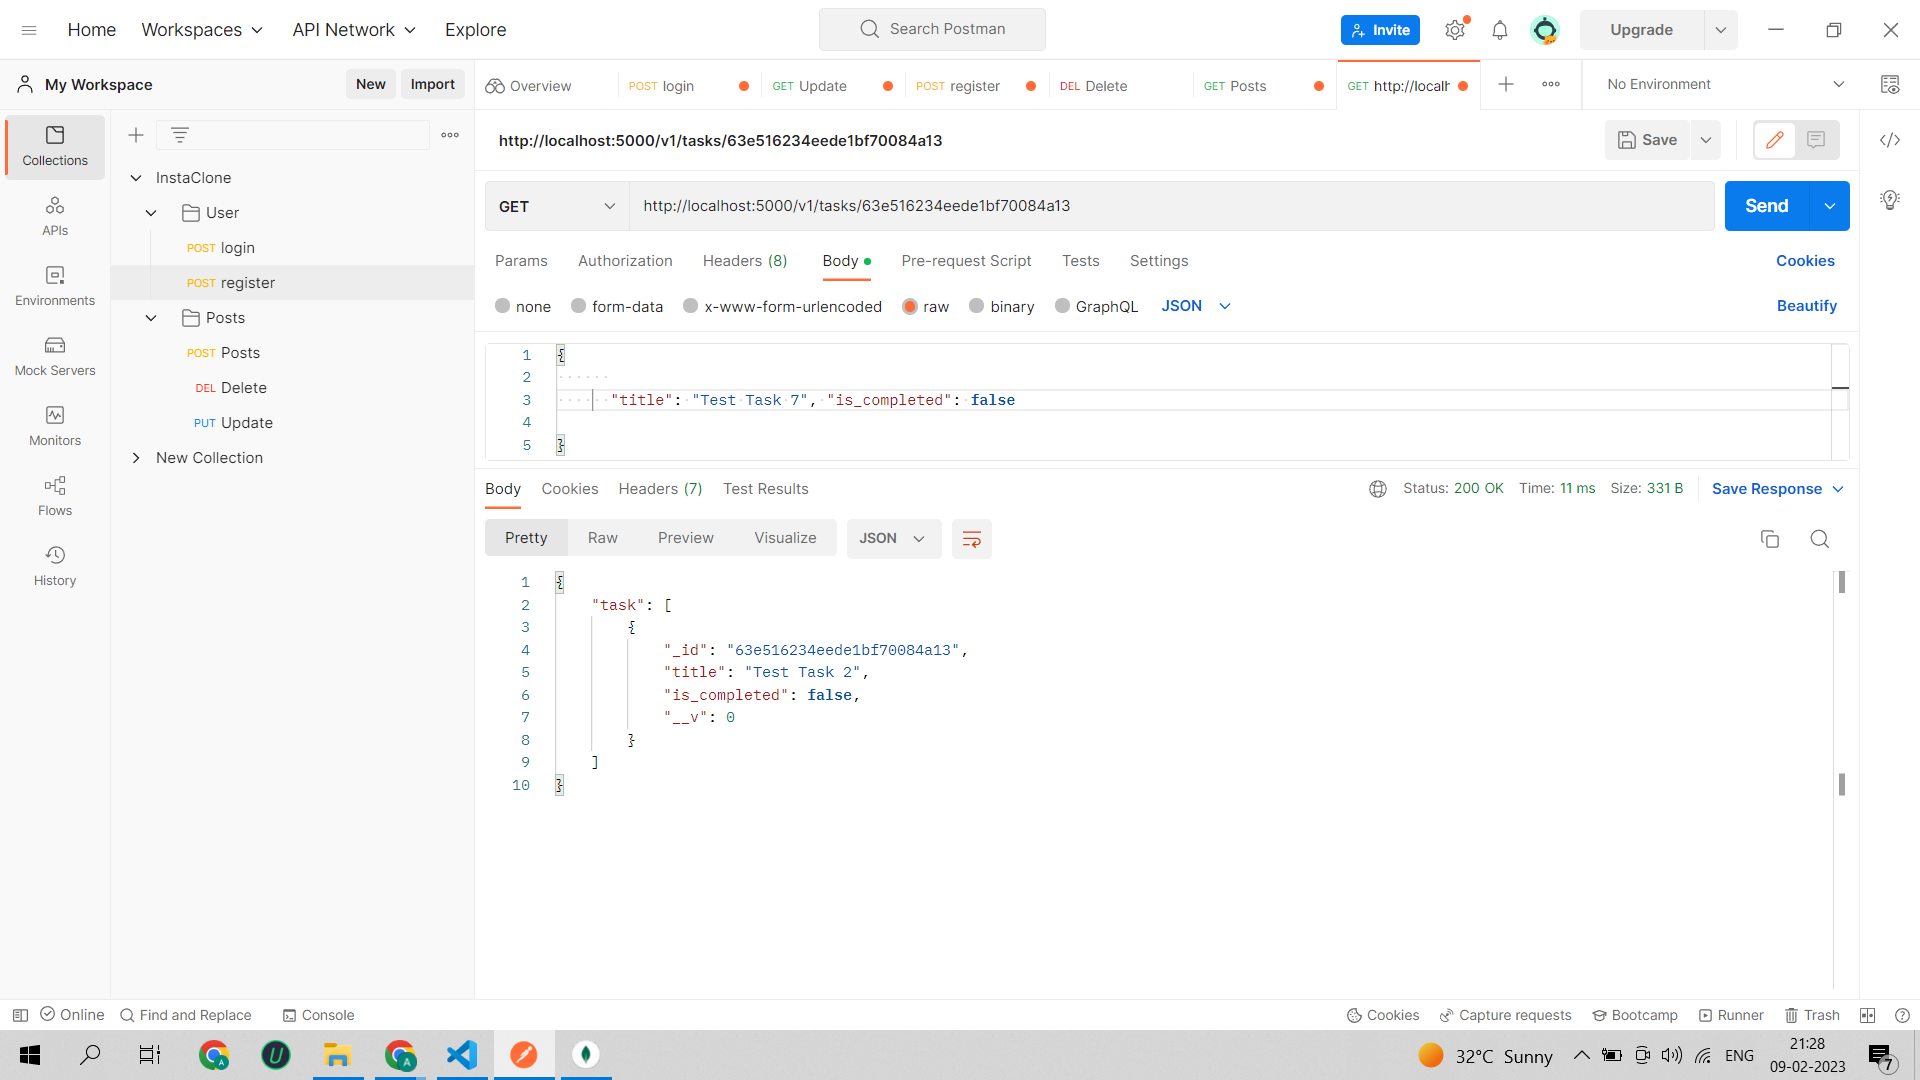 Home Workspaces API Network Explore Search Postman Invite Upgrade
My Workspace New Import Overview POST login GET Update POST register DEL Delete GET Posts GET http://localh No Environment
Collections
APIs
Environments
Mock Servers
Monitors
Flows
History
InstaClone
User
POST login
POST register
Posts
POST Posts
DEL Delete
PUT Update
New Collection
http://localhost:5000/v1/tasks/63e516234eede1bf70084a13 Save
GET http://localhost:5000/v1/tasks/63e516234eede1bf70084a13 Send
Params Authorization Headers (8) Body Pre-request Script Tests Settings Cookies
none form-data x-www-form-urlencoded raw binary GraphQL JSON Beautify
1 {
2
3 "title": "Test Task 7", "is_completed": false
4
5 }
Body Cookies Headers (7) Test Results Status: 200 OK Time: 11 ms Size: 331 B Save Response
Pretty Raw Preview Visualize JSON
1 {
2 "task": [
3 {
4 "_id": "63e516234eede1bf70084a13",
5 "title": "Test Task 2",
6 "is_completed": false,
7 "__v": 0
8 }
9 ]
10 }
Online Find and Replace Console Cookies Capture requests Bootcamp Runner Trash
32°C Sunny ENG 21:28
09-02-2023 7